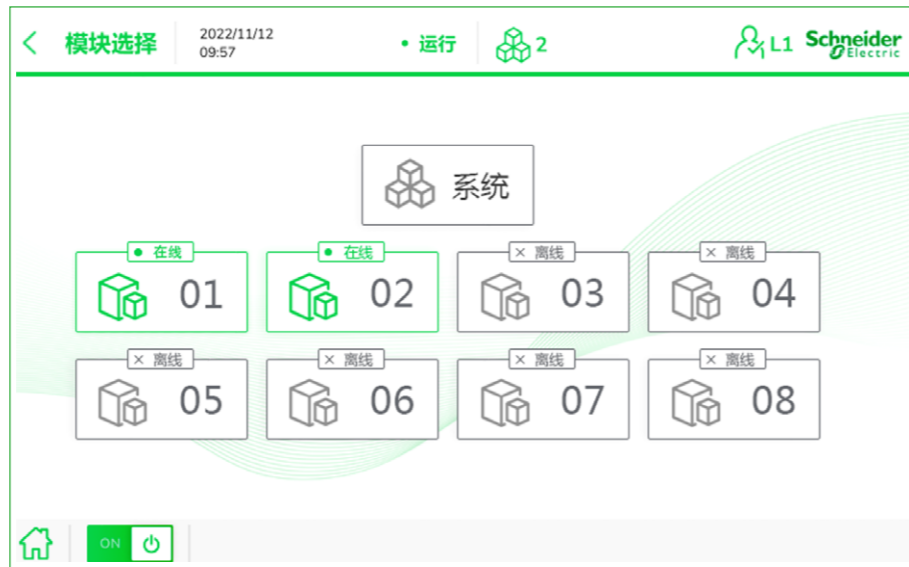 模块选择
2022/11/12
09:57
• 运行
2
L1
Schneider
Electric
系统
• 在线
01
• 在线
02
× 离线
03
× 离线
04
× 离线
05
× 离线
06
× 离线
07
× 离线
08
ON